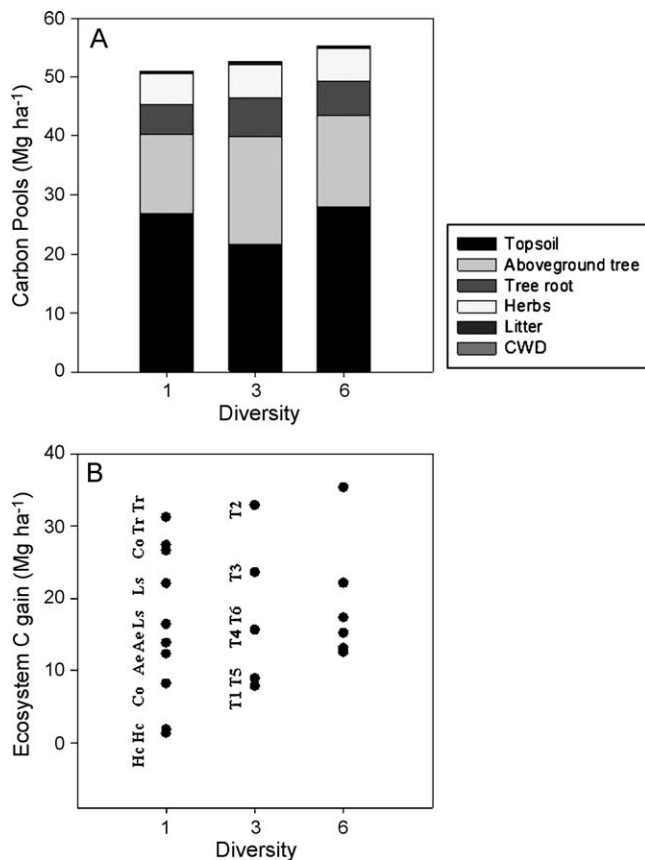 A
Carbon Pools (Mg ha⁻¹)
60
50
40
30
20
10
0
1 3 6
Diversity
Topsoil
Aboveground tree
Tree root
Herbs
Litter
CWD
B
Ecosystem C gain (Mg ha⁻¹)
40
30
20
10
0
Hc Hc Co Ae Ae Ls Ls Co Tr Tr
T1 T5 T4 T6 T3 T2
1 3 6
Diversity